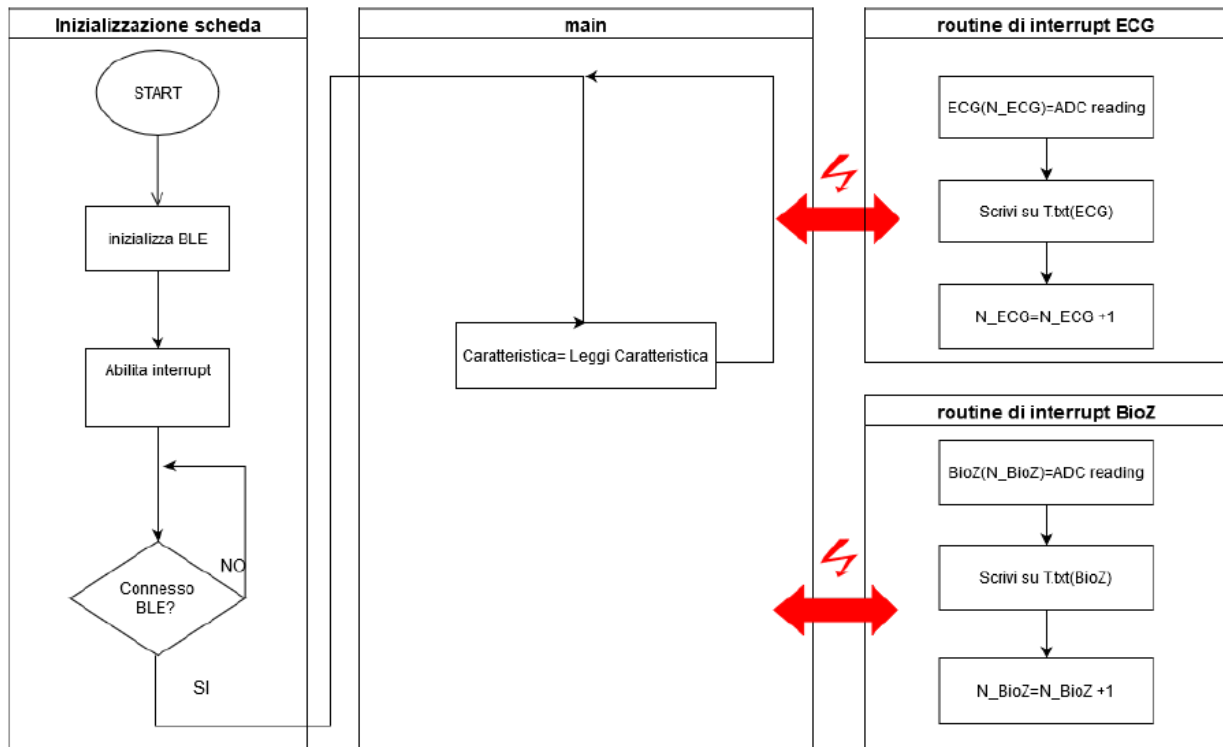 Inizializzazione scheda
START
inizializza BLE
Abilita interrupt
NO
Connesso
BLE?
SI
main
Caratteristica= Leggi Caratteristica
routine di interrupt ECG
ECG(N_ECG)=ADC reading
Scrivi su T.txt(ECG)
N_ECG=N_ECG +1
routine di interrupt BioZ
BioZ(N_BioZ)=ADC reading
Scrivi su T.txt(BioZ)
N_BioZ=N_BioZ +1